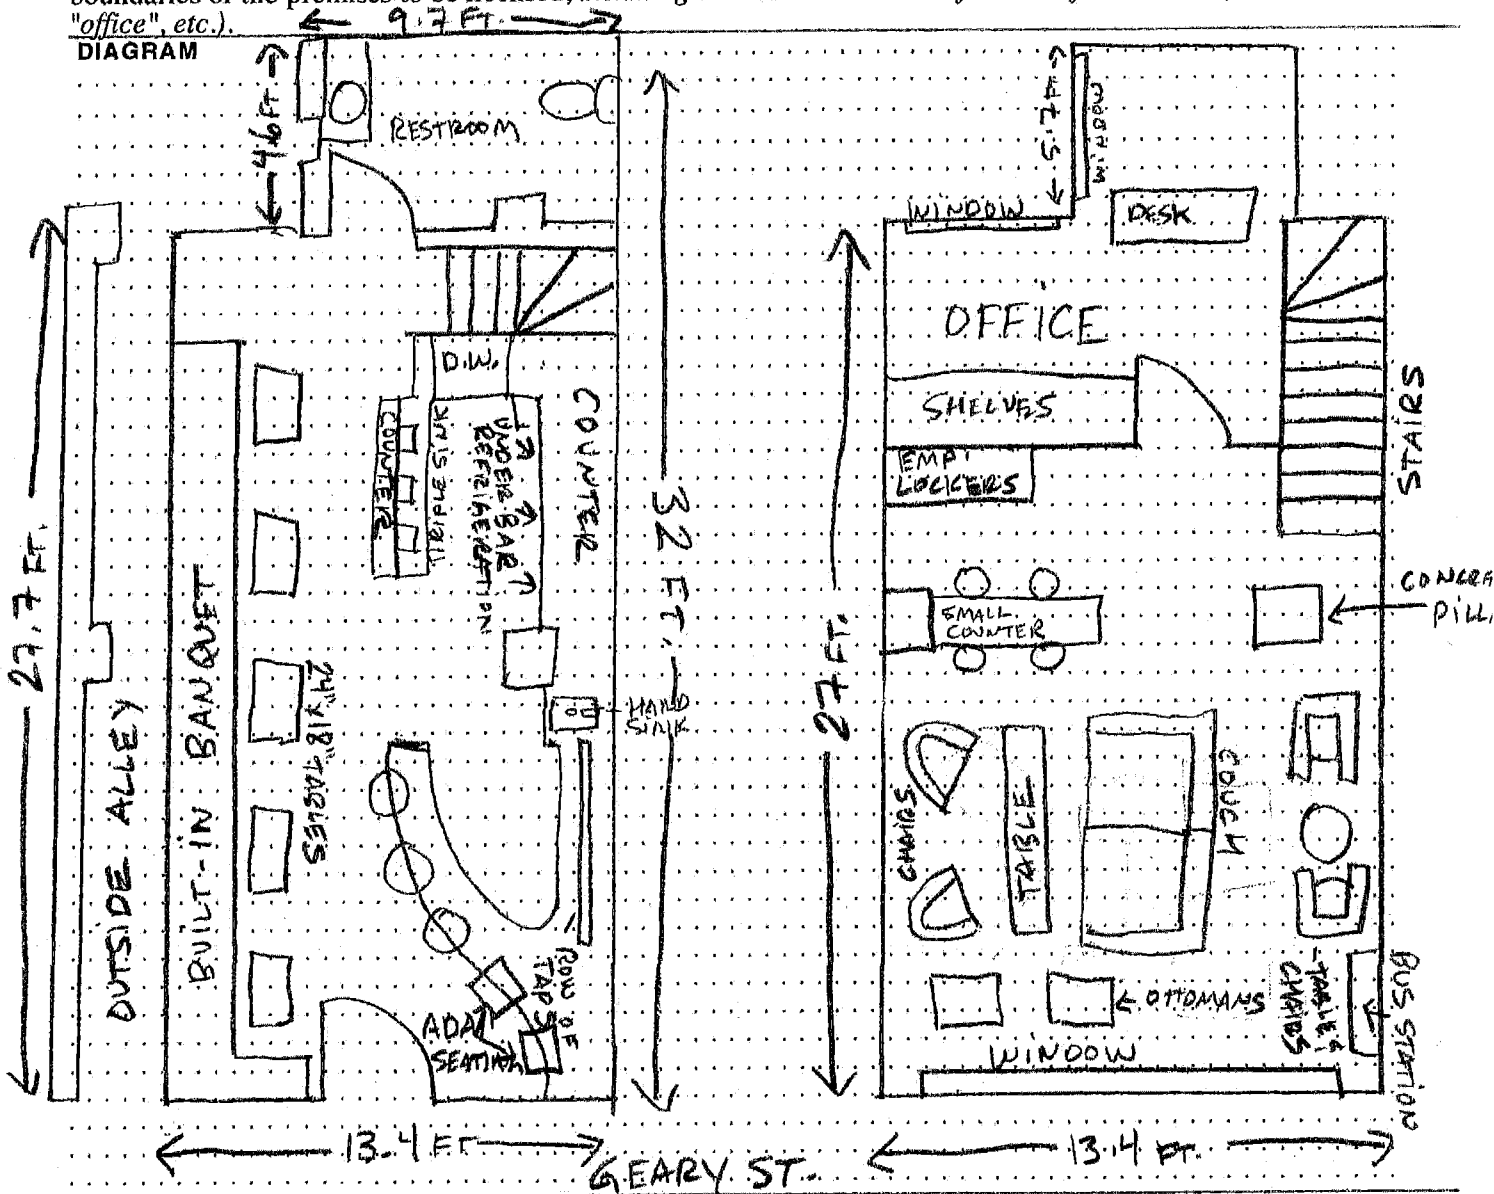 "office", etc.).
DIAGRAM
9.7 FT.
4.6 FT
RESTROOM
27.7 FT.
OUTSIDE ALLEY
BUILT-IN BANQUET
24"x18" TABLES
D.W.
COUNTER
TRIPLE SINK
UNDER BAR
REFRIGERATION
COUNTER
HAND
SINK
32 FT.
ROW OF
TAPS
ADA
SEATING
13.4 FT
GEARY ST.
5.7 FT
WINDOW
WINDOW
DESK
OFFICE
SHELVES
EMP.
LOCKERS
STAIRS
SMALL
COUNTER
27 FT.
CHAIRS
TABLE
COUCH
OTTOMANS
TABLE &
CHAIRS
BUS STATION
WINDOW
13.4 FT.